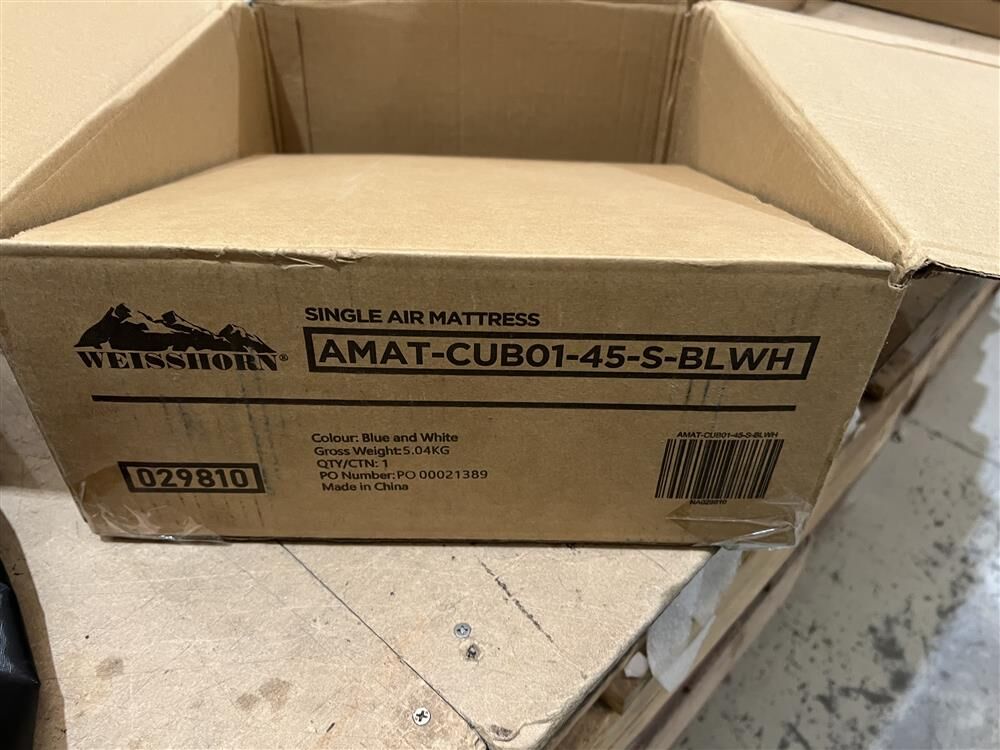 WEISSHORN®
SINGLE AIR MATTRESS
AMAT-CUB01-45-S-BLWH
Colour: Blue and White
Gross Weight:5.04KG
QTY/CTN: 1
PO Number:PO 00021389
Made in China
029810
AMAT-CUB01-45-S-BLWH
NA029810